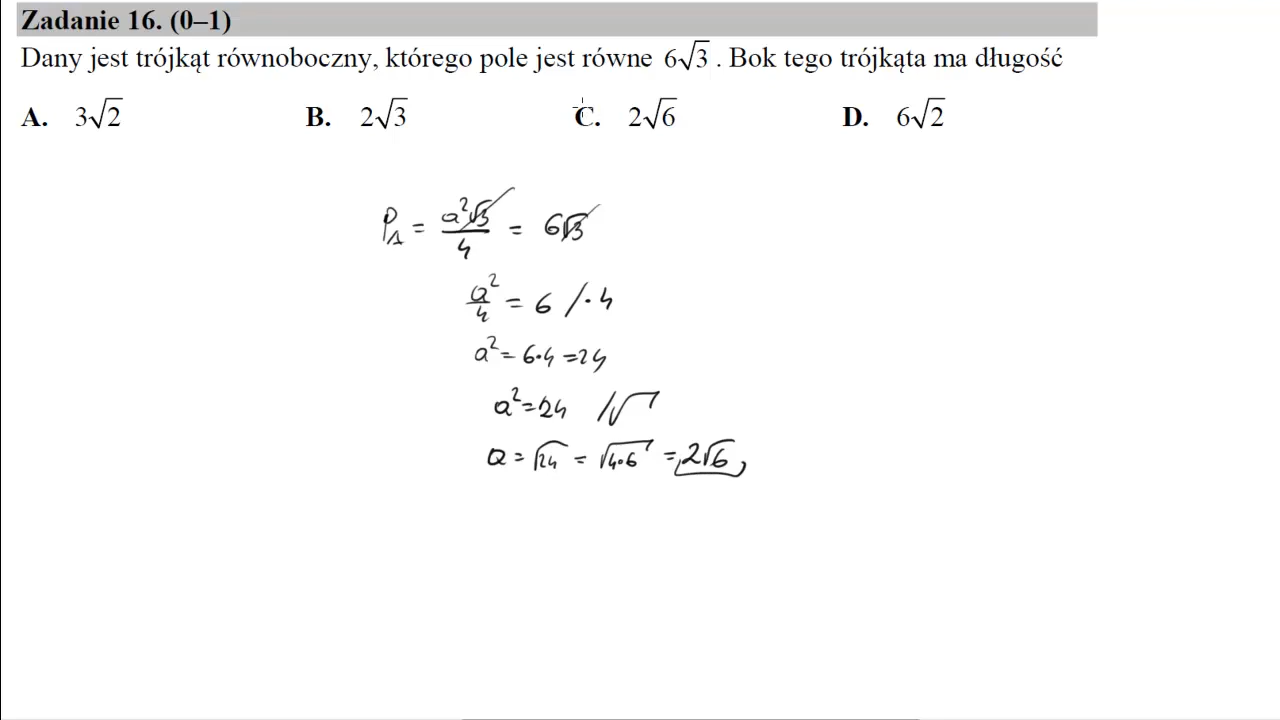 Zadanie 16. (0–1)
Dany jest trójkąt równoboczny, którego pole jest równe 6√3 . Bok tego trójkąta ma długość
A. 3√2 B. 2√3 C. 2√6 D. 6√2
P_Δ = a²√3/4 = 6√3
a²/4 = 6 /·4
a² = 6·4 = 24
a² = 24 /√
a = √24 = √4·6 = 2√6